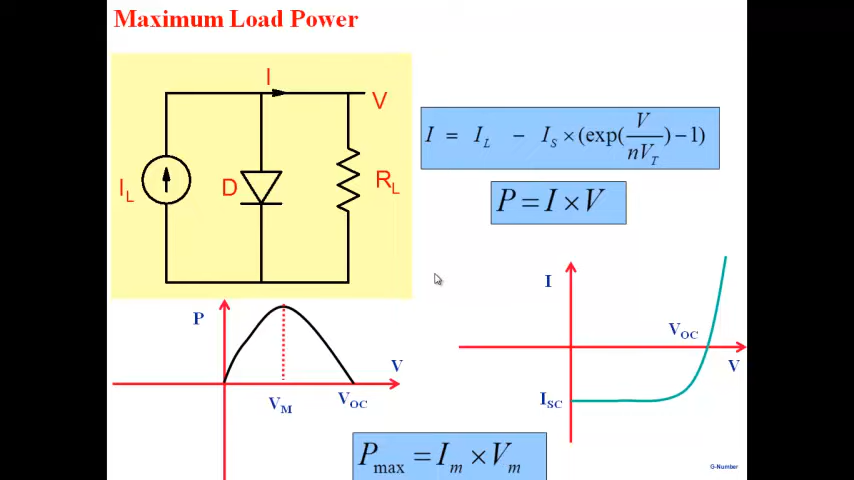 Maximum Load Power
I
V
I_L
D
R_L
I = I_L - I_S × (exp(V/nV_T) - 1)
P = I × V
P
V
V_M
V_OC
I
V_OC
V
I_SC
P_max = I_m × V_m
G-Number